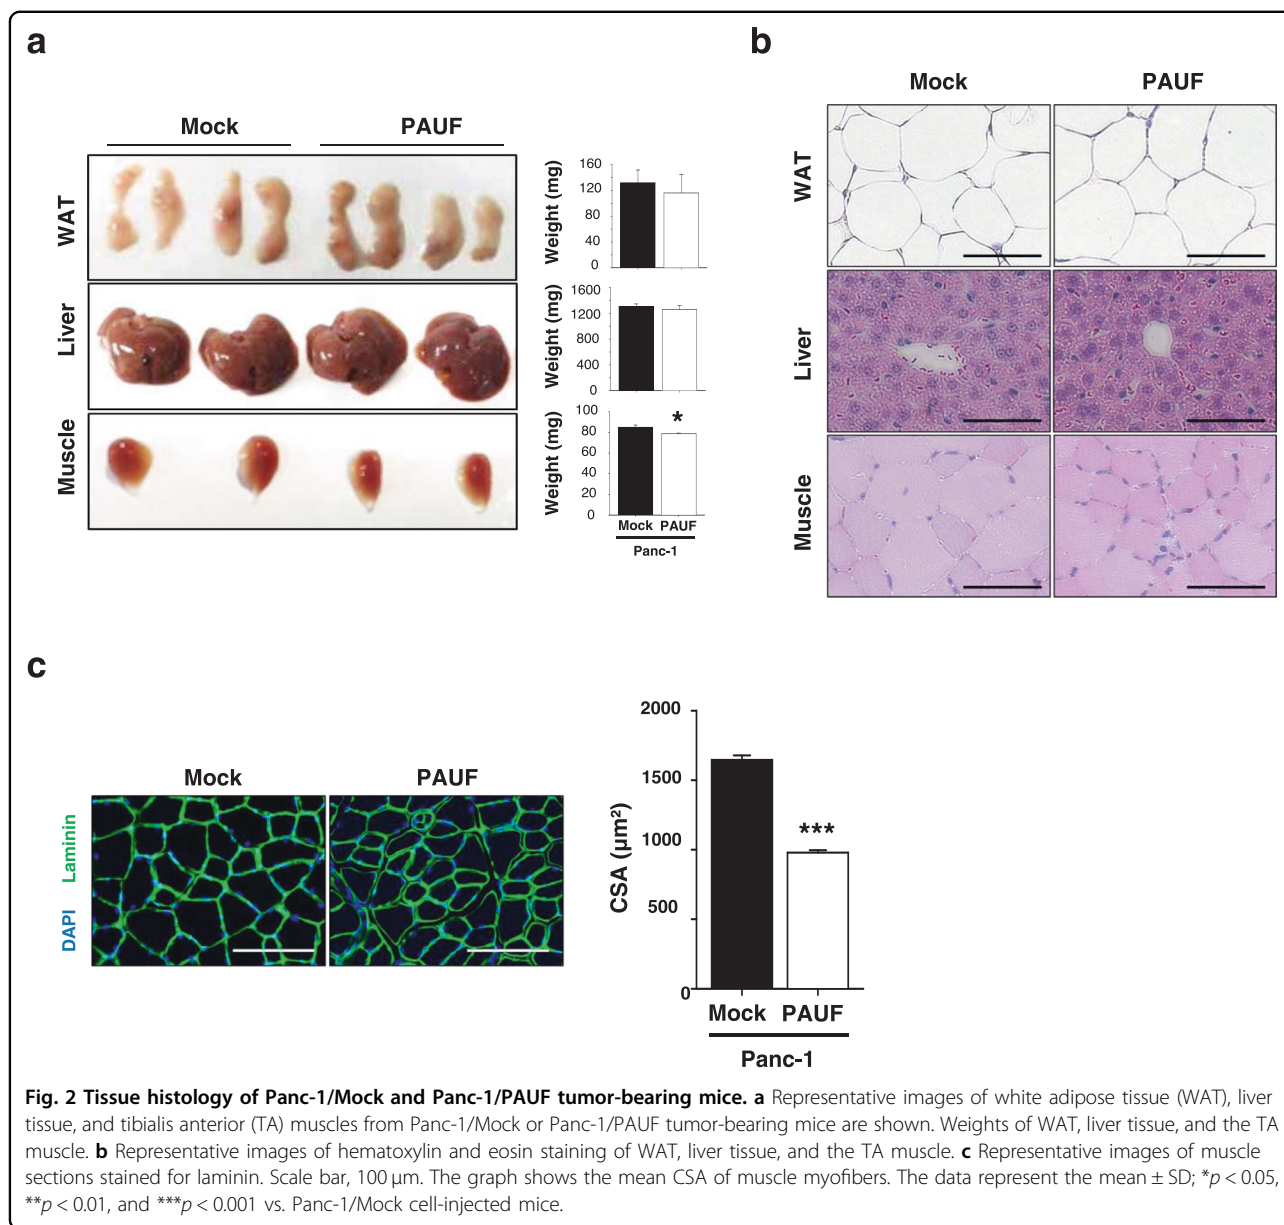 a
Mock PAUF
WAT
Liver
Muscle
Weight (mg)
160
120
80
40
0
Weight (mg)
1600
1200
800
400
0
Weight (mg)
100
80
60
40
20
0
*
Mock PAUF
Panc-1
b
Mock PAUF
WAT
Liver
Muscle
c
Mock PAUF
DAPI Laminin
CSA (µm²)
2000
1500
1000
500
0
***
Mock PAUF
Panc-1
Fig. 2 Tissue histology of Panc-1/Mock and Panc-1/PAUF tumor-bearing mice. a Representative images of white adipose tissue (WAT), liver
tissue, and tibialis anterior (TA) muscles from Panc-1/Mock or Panc-1/PAUF tumor-bearing mice are shown. Weights of WAT, liver tissue, and the TA
muscle. b Representative images of hematoxylin and eosin staining of WAT, liver tissue, and the TA muscle. c Representative images of muscle
sections stained for laminin. Scale bar, 100 µm. The graph shows the mean CSA of muscle myofibers. The data represent the mean ± SD; *p < 0.05,
**p < 0.01, and ***p < 0.001 vs. Panc-1/Mock cell-injected mice.